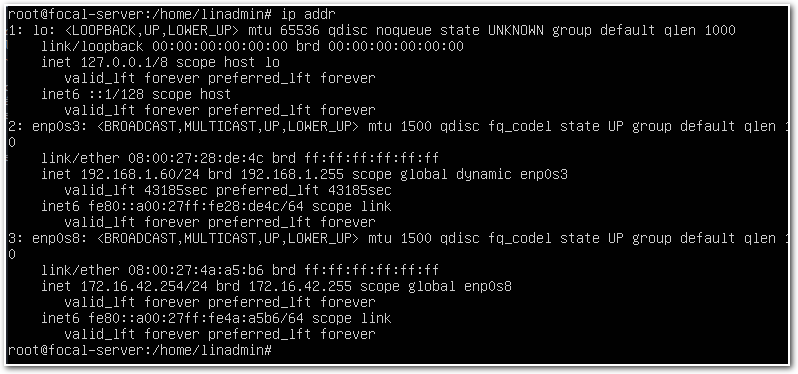 root@focal-server:/home/linadmin# ip addr
1: lo: <LOOPBACK,UP,LOWER_UP> mtu 65536 qdisc noqueue state UNKNOWN group default qlen 1000
link/loopback 00:00:00:00:00:00 brd 00:00:00:00:00:00
inet 127.0.0.1/8 scope host lo
valid_lft forever preferred_lft forever
inet6 ::1/128 scope host
valid_lft forever preferred_lft forever
2: enp0s3: <BROADCAST,MULTICAST,UP,LOWER_UP> mtu 1500 qdisc fq_codel state UP group default qlen 1
0
link/ether 08:00:27:28:de:4c brd ff:ff:ff:ff:ff:ff
inet 192.168.1.60/24 brd 192.168.1.255 scope global dynamic enp0s3
valid_lft 43185sec preferred_lft 43185sec
inet6 fe80::a00:27ff:fe28:de4c/64 scope link
valid_lft forever preferred_lft forever
3: enp0s8: <BROADCAST,MULTICAST,UP,LOWER_UP> mtu 1500 qdisc fq_codel state UP group default qlen 1
0
link/ether 08:00:27:4a:a5:b6 brd ff:ff:ff:ff:ff:ff
inet 172.16.42.254/24 brd 172.16.42.255 scope global enp0s8
valid_lft forever preferred_lft forever
inet6 fe80::a00:27ff:fe4a:a5b6/64 scope link
valid_lft forever preferred_lft forever
root@focal-server:/home/linadmin#